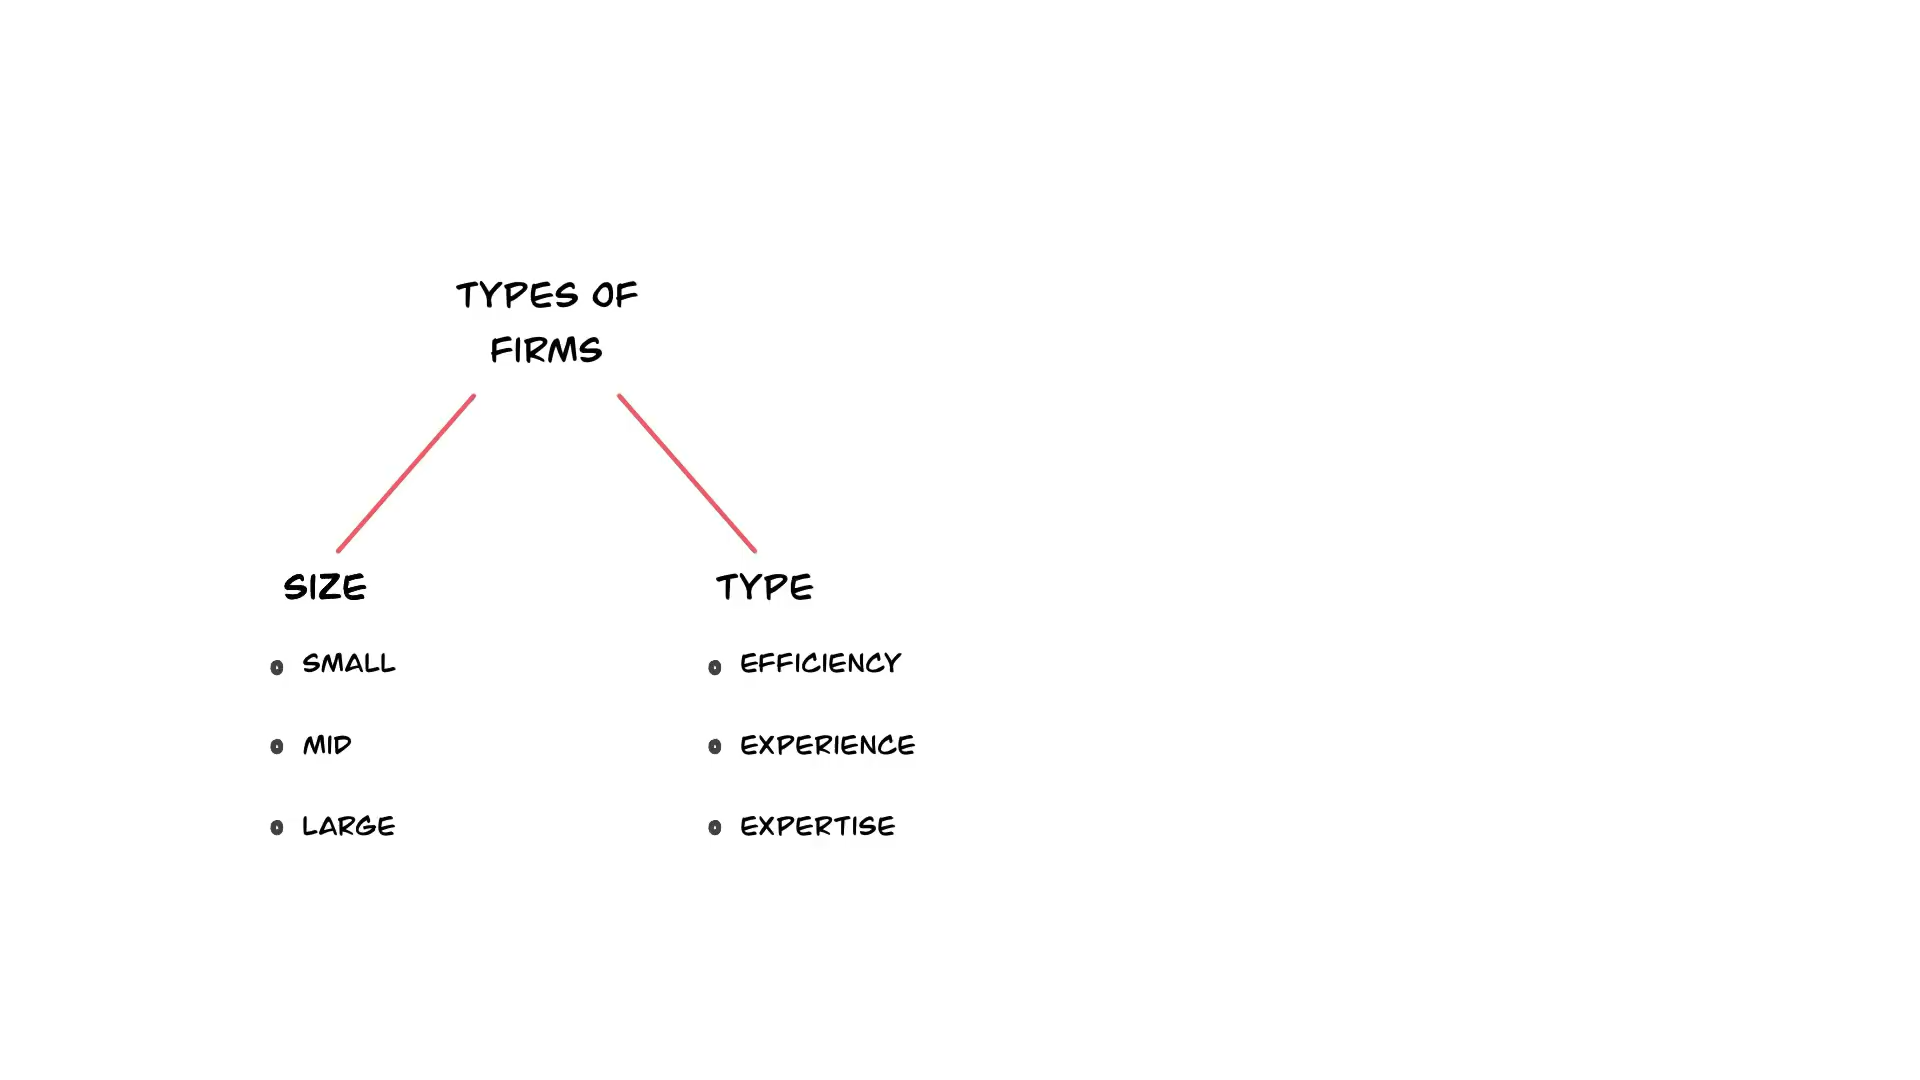 TYPES OF
FIRMS
SIZE
SMALL
MID
LARGE
TYPE
EFFICIENCY
EXPERIENCE
EXPERTISE